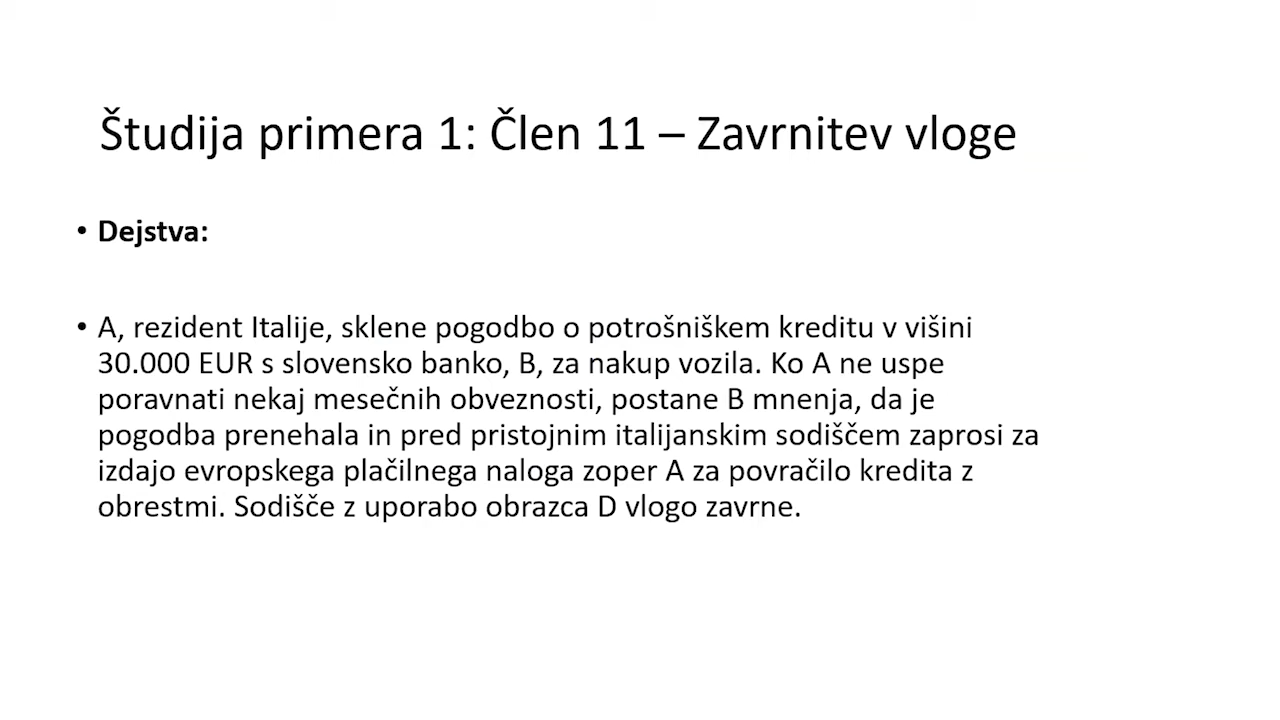 Študija primera 1: Člen 11 – Zavrnitev vloge
• Dejstva:
• A, rezident Italije, sklene pogodbo o potrošniškem kreditu v višini
30.000 EUR s slovensko banko, B, za nakup vozila. Ko A ne uspe
poravnati nekaj mesečnih obveznosti, postane B mnenja, da je
pogodba prenehala in pred pristojnim italijanskim sodiščem zaprosi za
izdajo evropskega plačilnega naloga zoper A za povračilo kredita z
obrestmi. Sodišče z uporabo obrazca D vlogo zavrne.